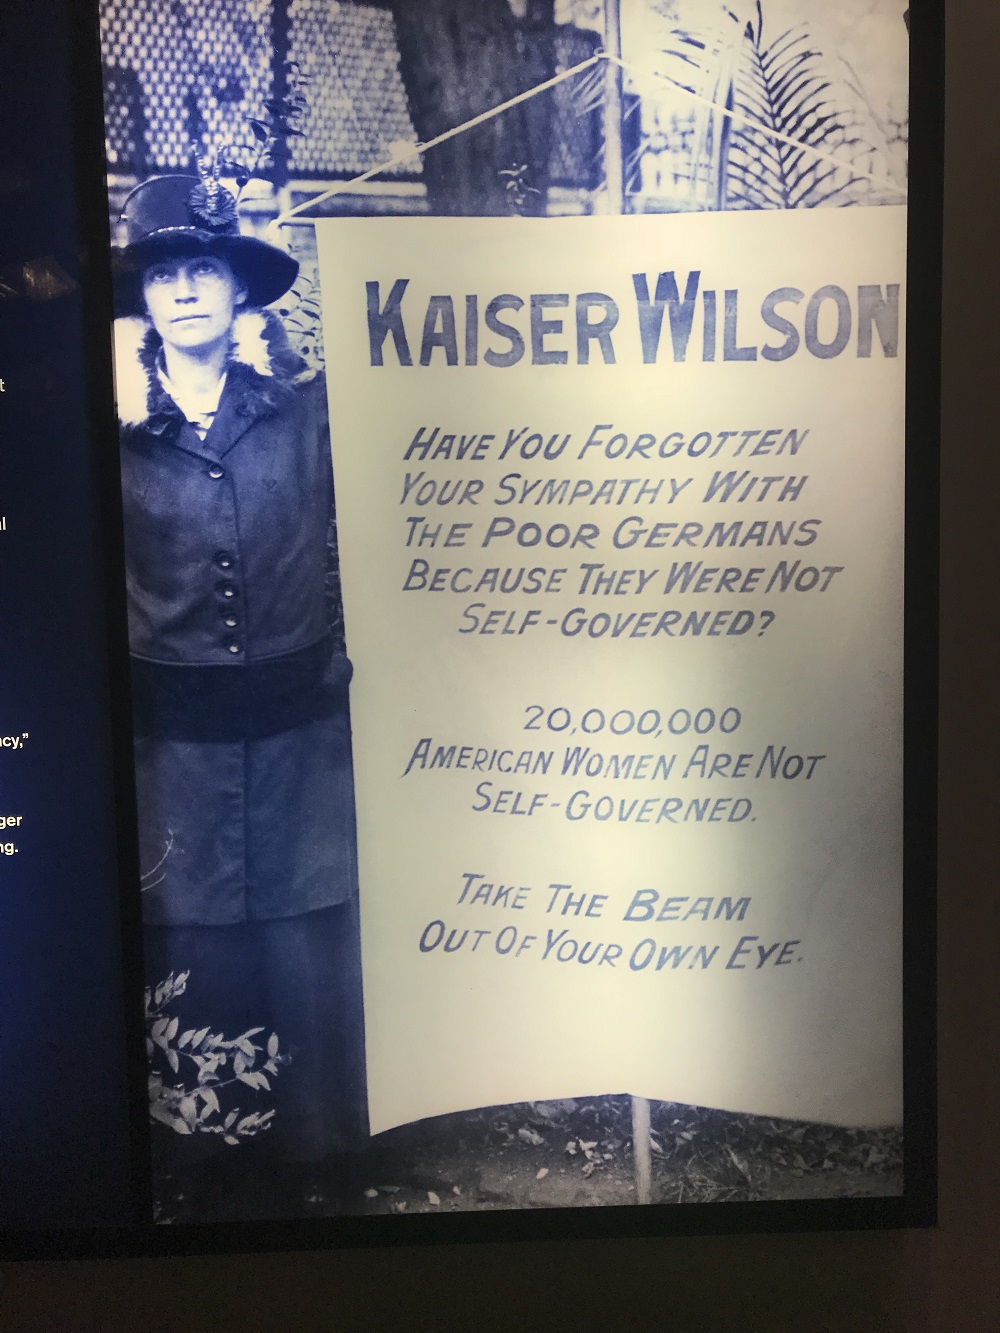 KAISER WILSON
HAVE YOU FORGOTTEN
YOUR SYMPATHY WITH
THE POOR GERMANS
BECAUSE THEY WERE NOT
SELF-GOVERNED?
20,000,000
AMERICAN WOMEN ARE NOT
SELF-GOVERNED.
TAKE THE BEAM
OUT OF YOUR OWN EYE.